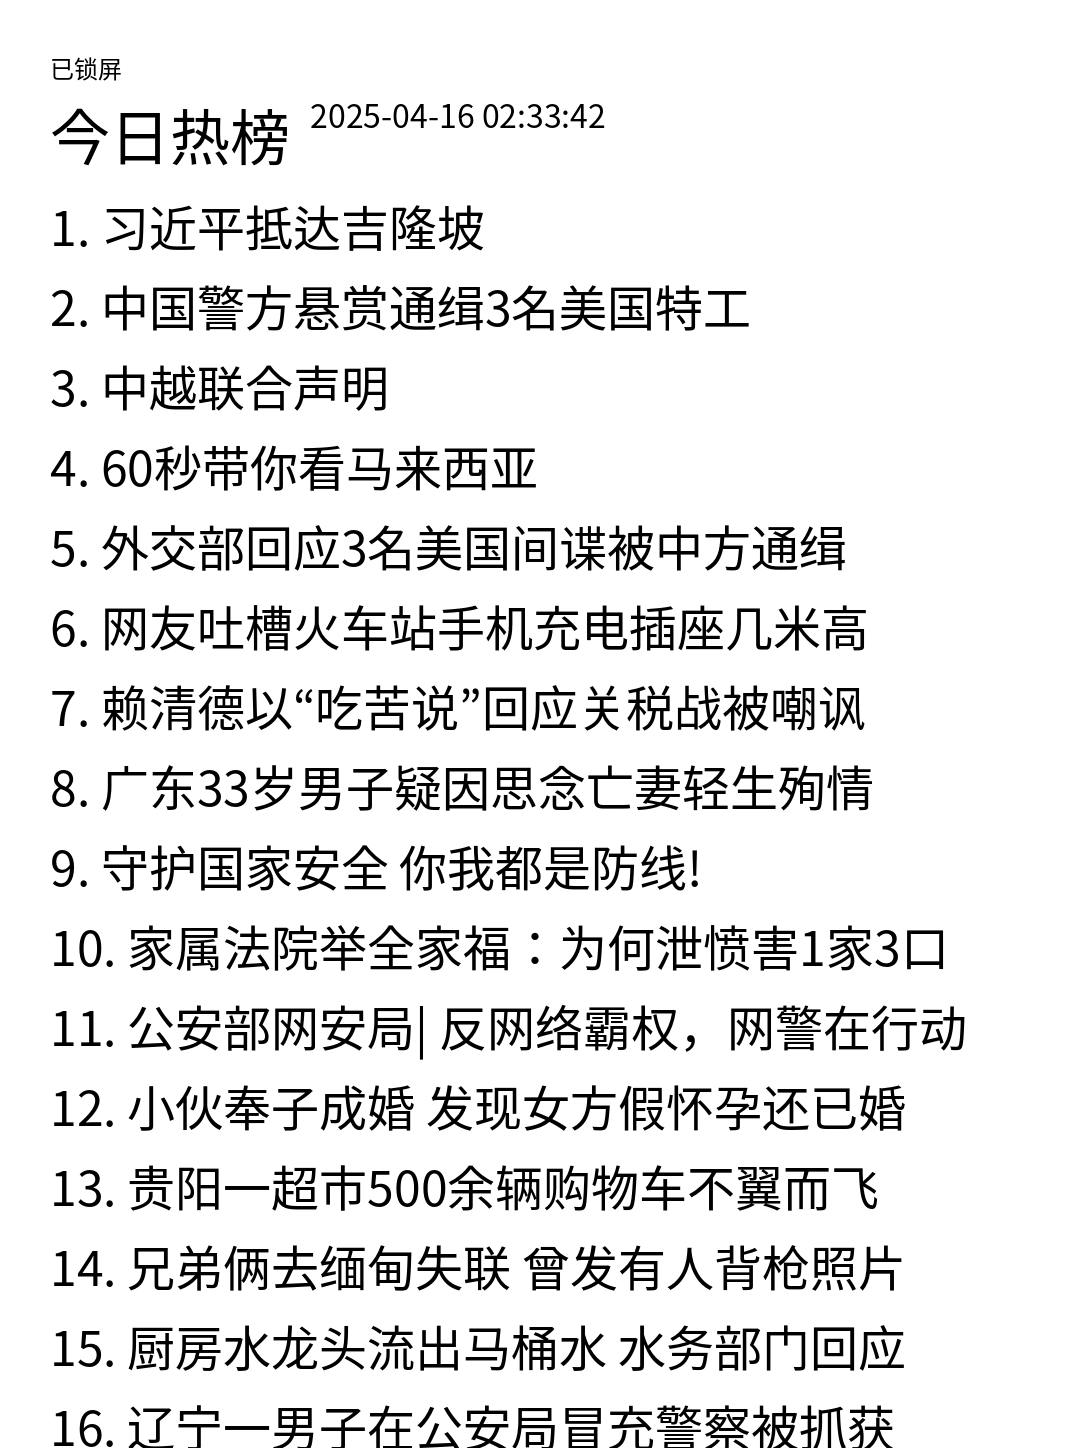 已锁屏
今日热榜 2025-04-16 02:33:42
1. 习近平抵达吉隆坡
2. 中国警方悬赏通缉3名美国特工
3. 中越联合声明
4. 60秒带你看马来西亚
5. 外交部回应3名美国间谍被中方通缉
6. 网友吐槽火车站手机充电插座几米高
7. 赖清德以“吃苦说”回应关税战被嘲讽
8. 广东33岁男子疑因思念亡妻轻生殉情
9. 守护国家安全 你我都是防线!
10. 家属法院举全家福：为何泄愤害1家3口
11. 公安部网安局| 反网络霸权，网警在行动
12. 小伙奉子成婚 发现女方假怀孕还已婚
13. 贵阳一超市500余辆购物车不翼而飞
14. 兄弟俩去缅甸失联 曾发有人背枪照片
15. 厨房水龙头流出马桶水 水务部门回应
16. 辽宁一男子在公安局冒充警察被抓获